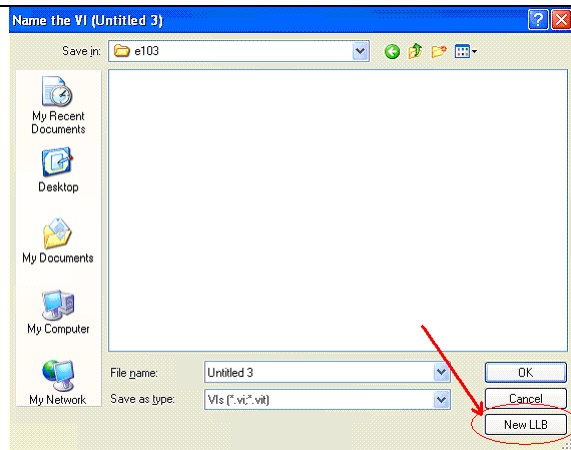 Name the VI (Untitled 3)
Save in:
e103
My Recent
Documents
Desktop
My Documents
My Computer
My Network
File name:
Untitled 3
OK
Save as type:
VIs (*.vi;*.vit)
Cancel
New LLB